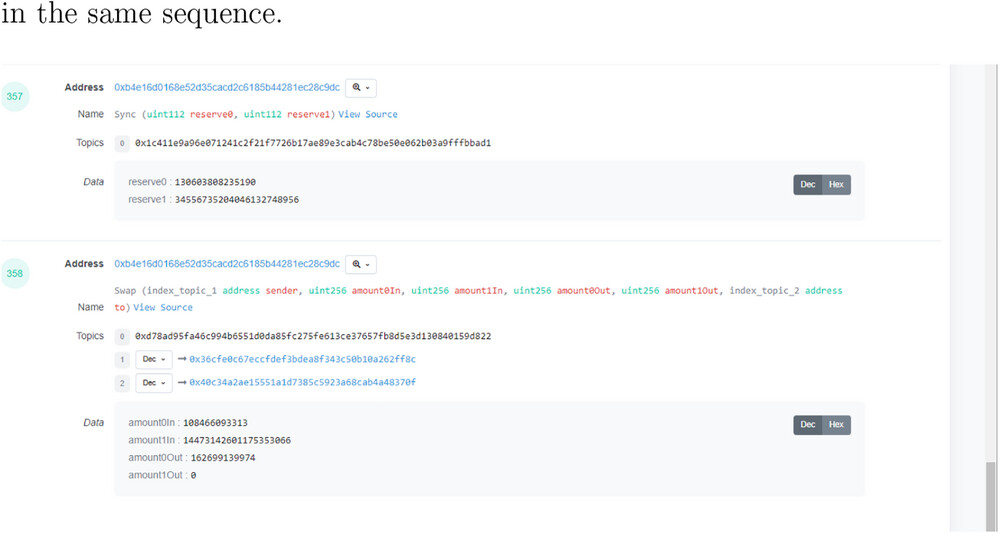 in the same sequence.
357
Address 0xb4e16d0168e52d35cacd2c6185b44281ec28c9dc
Name Sync (uint112 reserve0, uint112 reserve1) View Source
Topics 0 0x1c411e9a96e071241c2f21f7726b17ae89e3cab4c78be50e062b03a9fffbbad1
Data reserve0 : 130603808235190 Dec Hex
reserve1 : 34556735204046132748956
358
Address 0xb4e16d0168e52d35cacd2c6185b44281ec28c9dc
Swap (index_topic_1 address sender, uint256 amount0In, uint256 amount1In, uint256 amount0Out, uint256 amount1Out, index_topic_2 address
Name to) View Source
Topics 0 0xd78ad95fa46c994b6551d0da85fc275fe613ce37657fb8d5e3d130840159d822
1 Dec → 0x36cfe0c67eccfdef3bdea8f343c50b10a262ff8c
2 Dec → 0x40c34a2ae15551a1d7385c5923a68cab4a48370f
Data amount0In : 108466093313 Dec Hex
amount1In : 14473142601175353066
amount0Out : 162699139974
amount1Out : 0